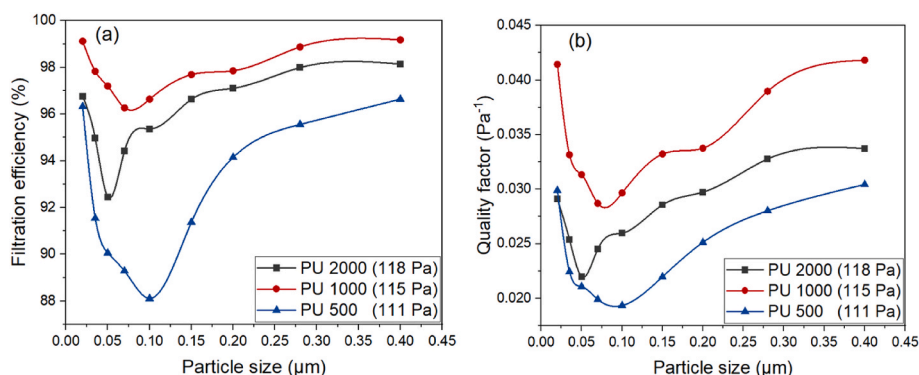 (a)
Filtration efficiency (%)
100
98
96
94
92
90
88
PU 2000 (118 Pa)
PU 1000 (115 Pa)
PU 500 (111 Pa)
0.00 0.05 0.10 0.15 0.20 0.25 0.30 0.35 0.40 0.45
Particle size (µm)
(b)
Quality factor (Pa⁻¹)
0.045
0.040
0.035
0.030
0.025
0.020
PU 2000 (118 Pa)
PU 1000 (115 Pa)
PU 500 (111 Pa)
0.00 0.05 0.10 0.15 0.20 0.25 0.30 0.35 0.40 0.45
Particle size (µm)